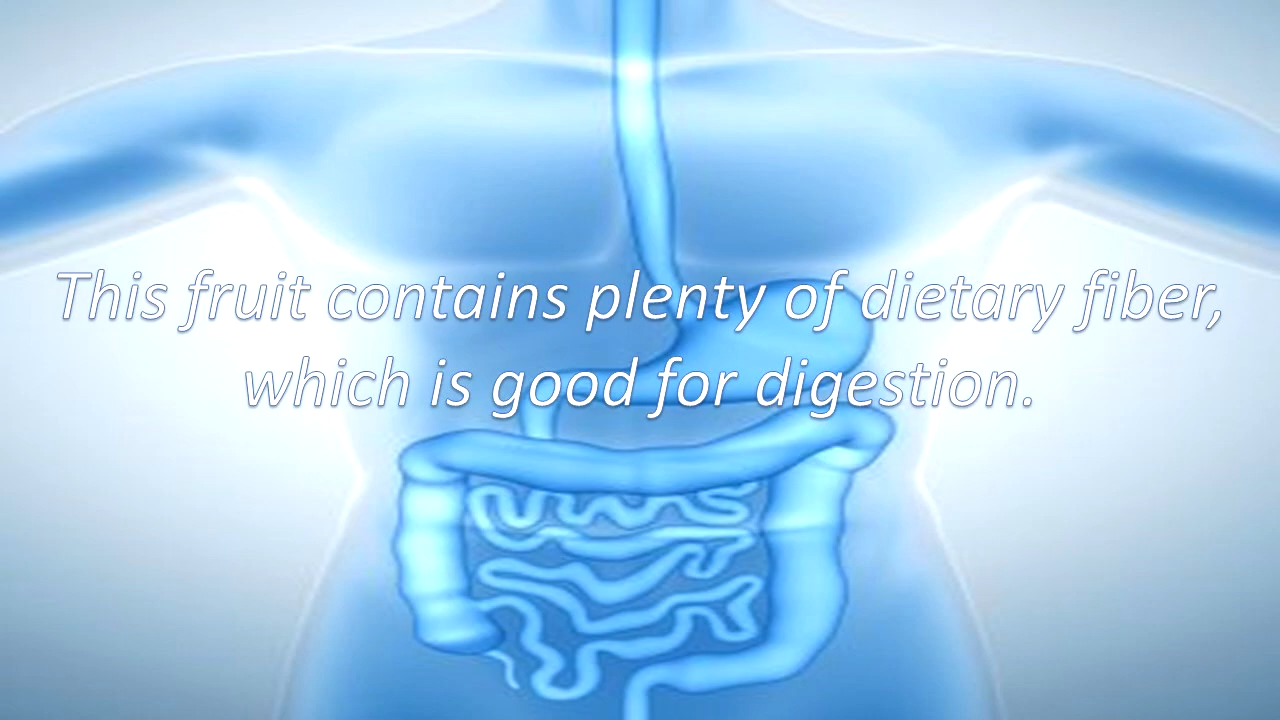 This fruit contains plenty of dietary fiber,
which is good for digestion.